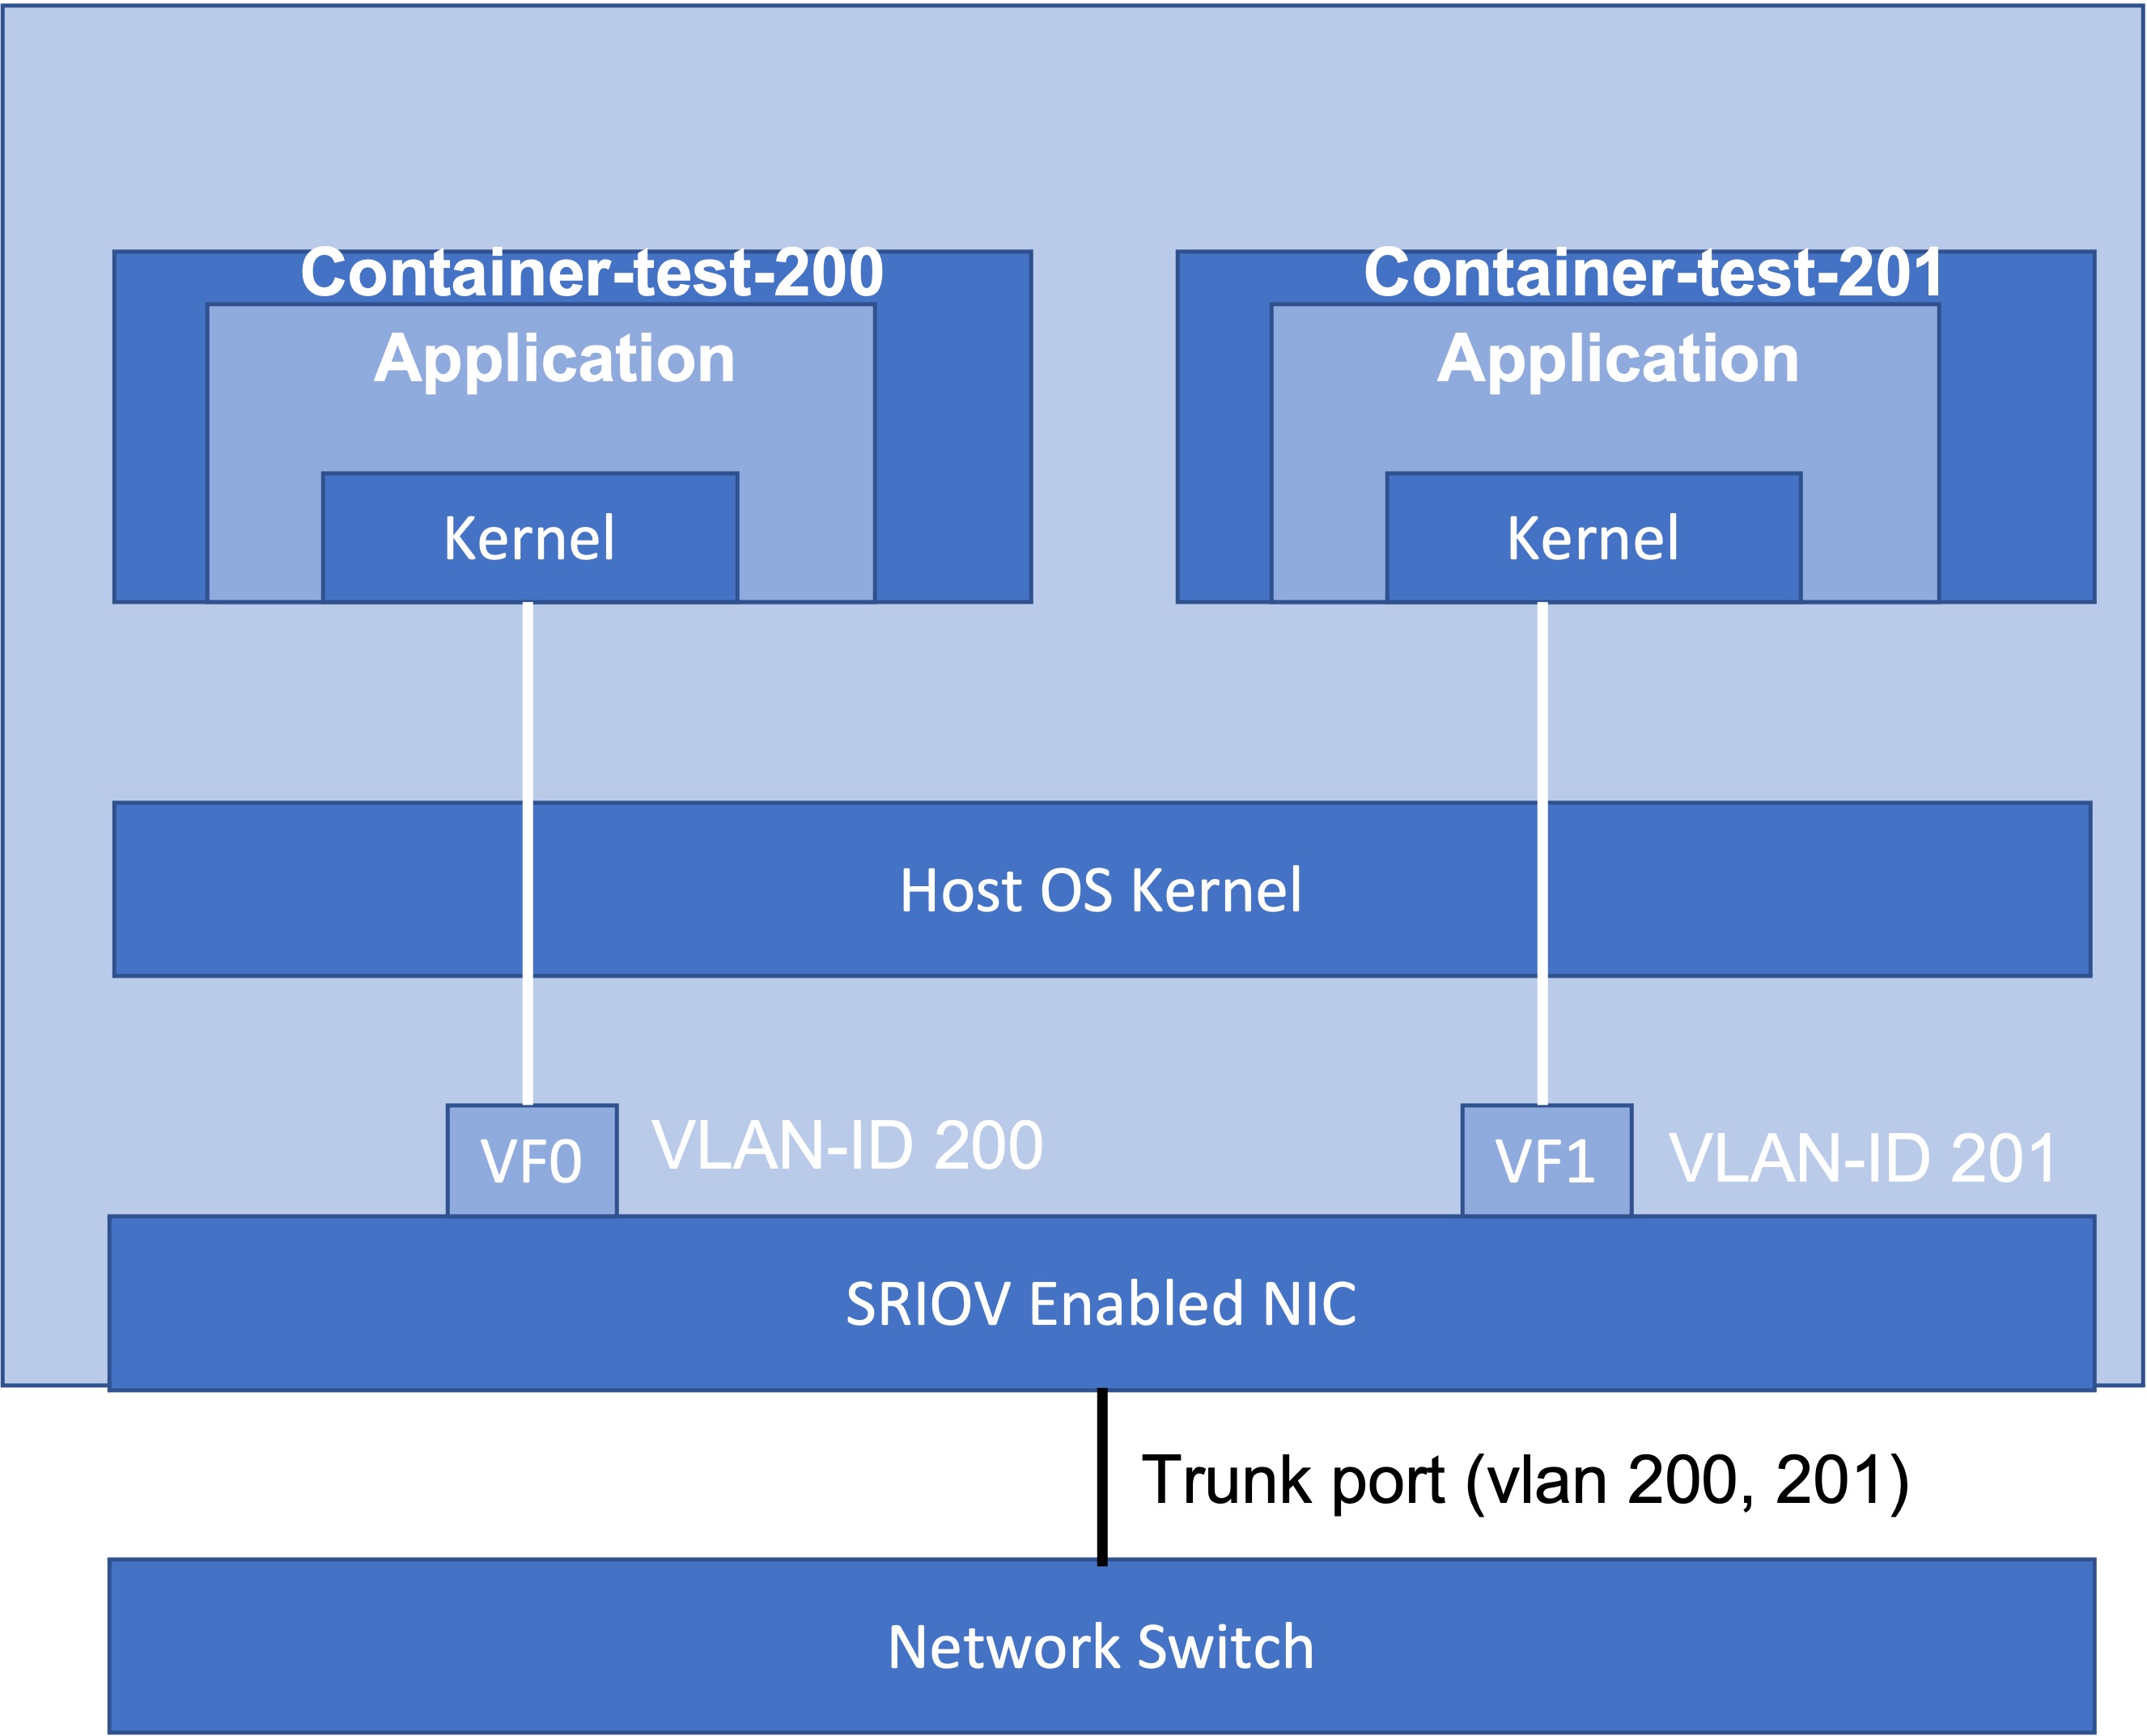 Container-test-200
Application
Kernel
Container-test-201
Application
Kernel
Host OS Kernel
VF0
VLAN-ID 200
VF1
VLAN-ID 201
SRIOV Enabled NIC
Trunk port (vlan 200, 201)
Network Switch